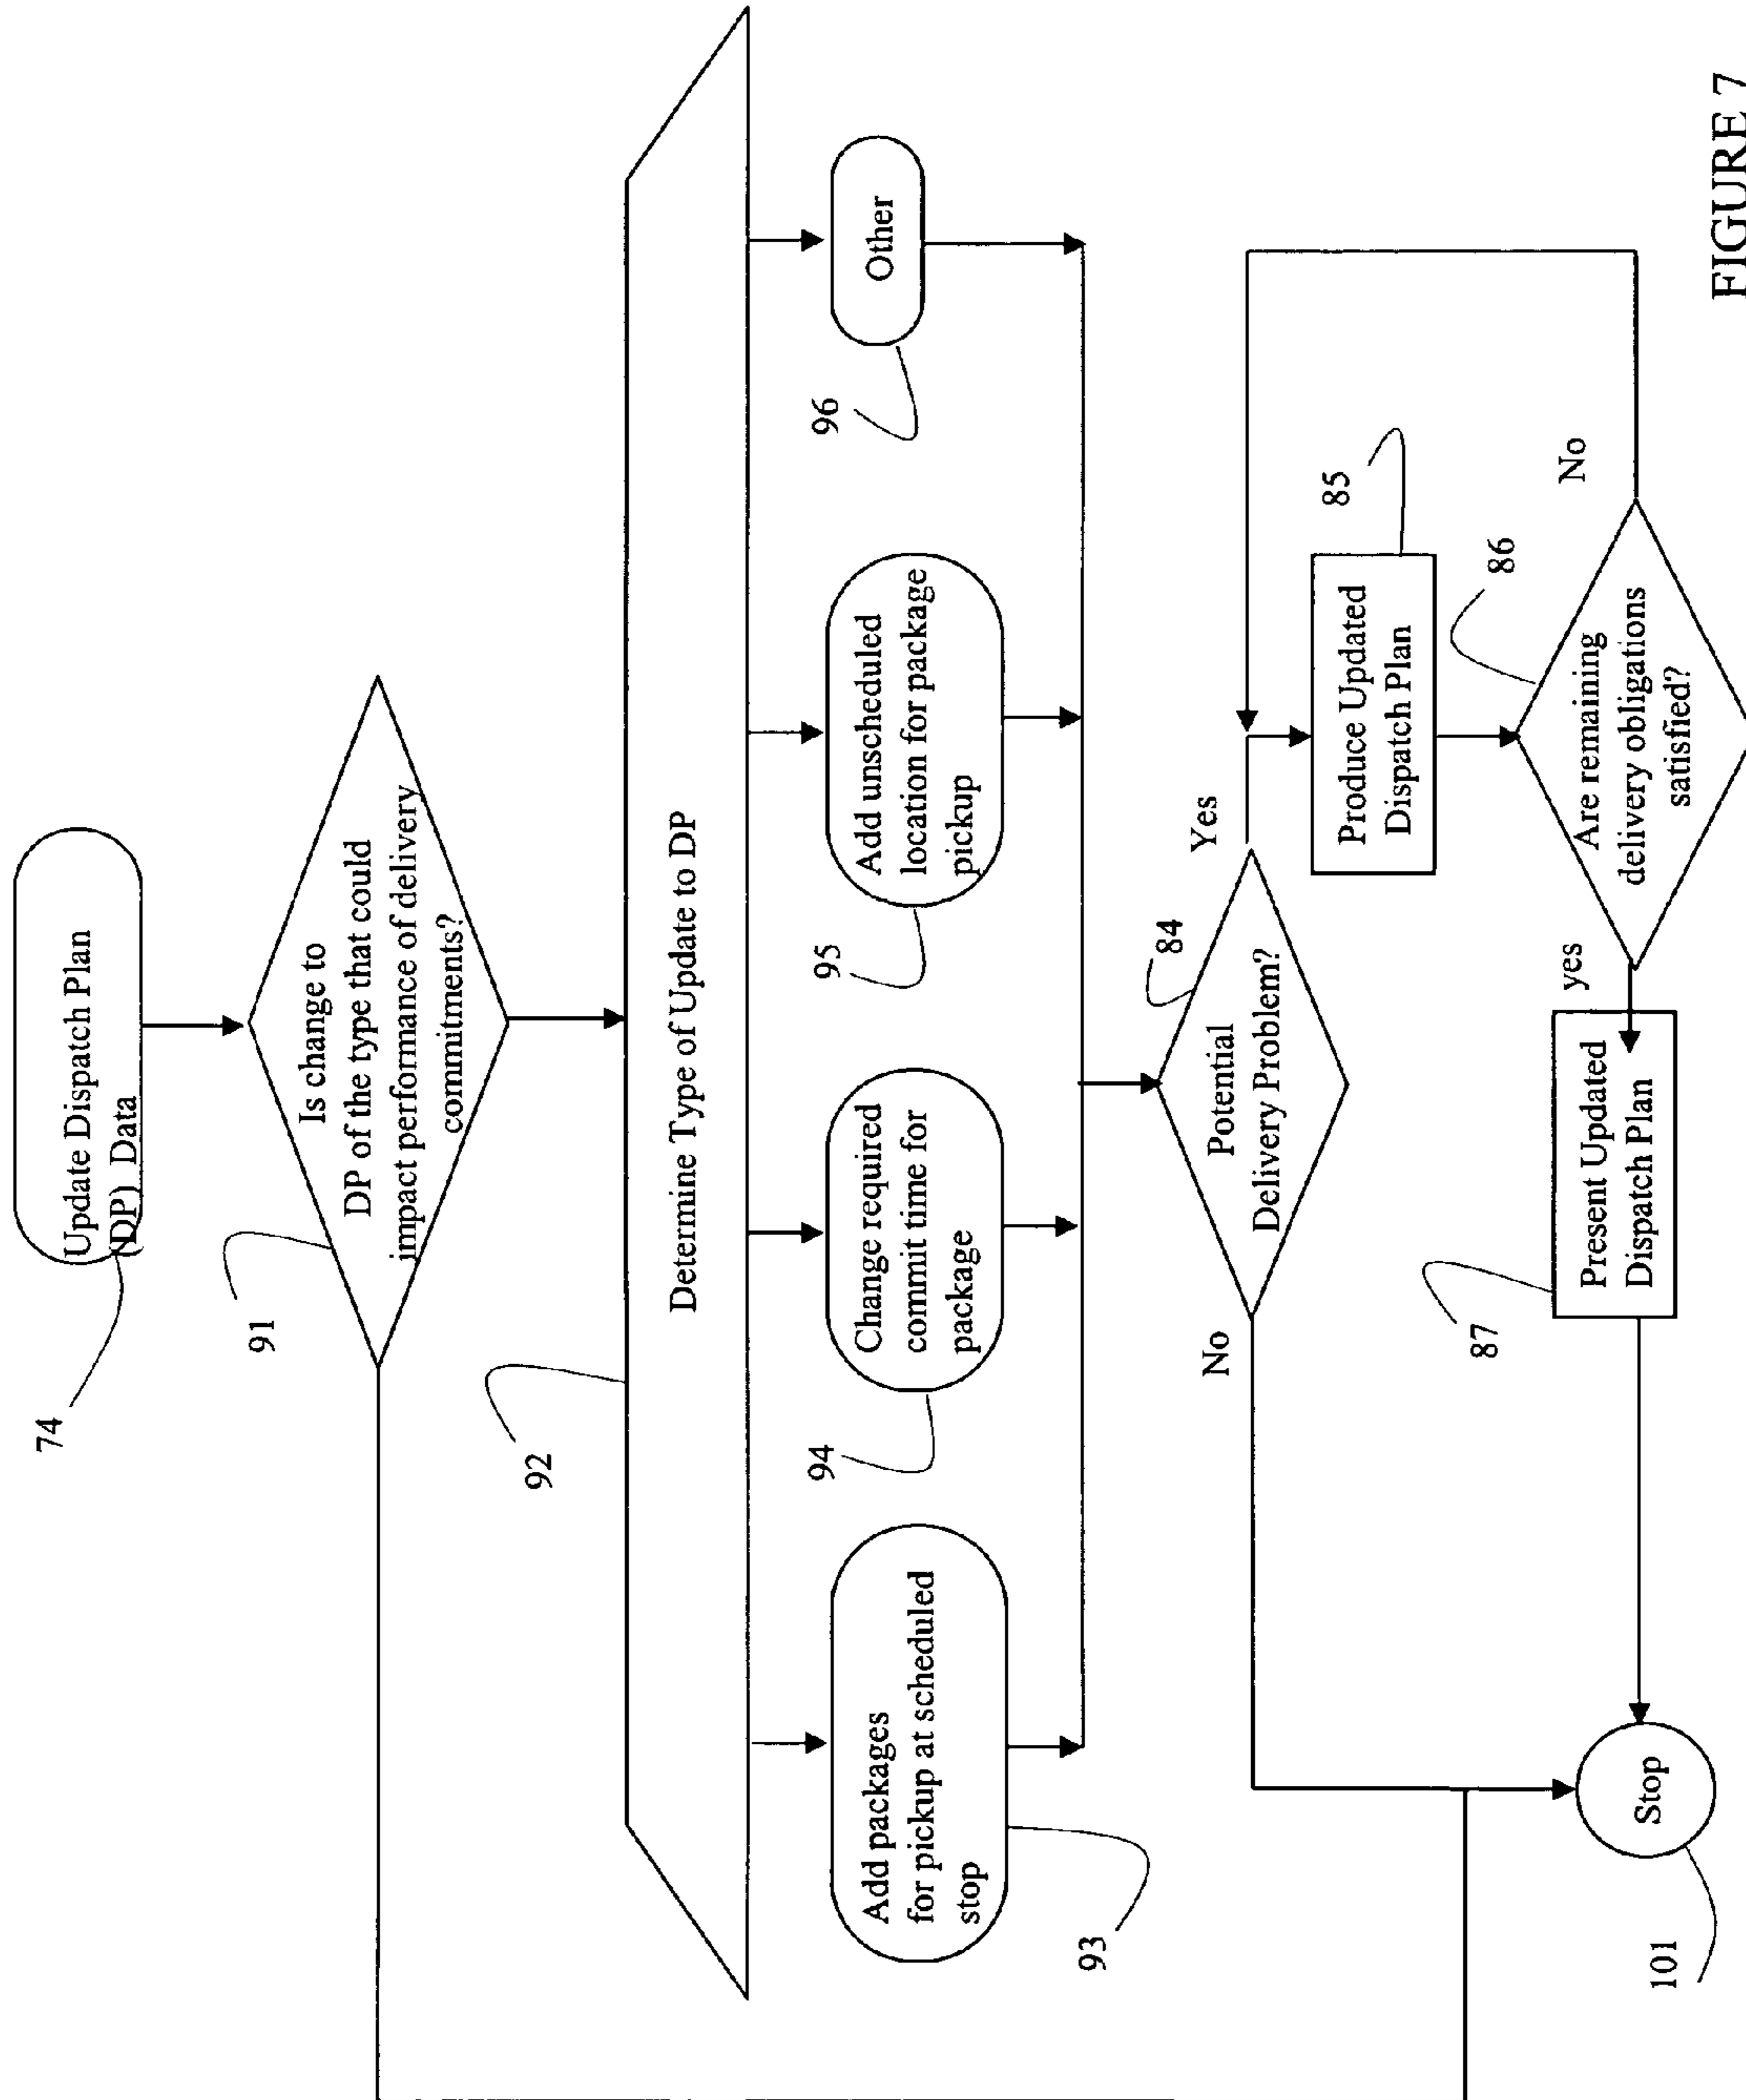 74
Update Dispatch Plan
(DP) Data
91
Is change to
DP of the type that could
impact performance of delivery
commitments?
92
Determine Type of Update to DP
Add packages
for pickup at scheduled
stop
93
94
Change required
commit time for
package
95
Add unscheduled
location for package
pickup
96
Other
84
Potential
Delivery Problem?
No
Yes
85
Produce Updated
Dispatch Plan
86
Are remaining
delivery obligations
satisfied?
No
yes
87
Present Updated
Dispatch Plan
Stop
101
FIGURE 7